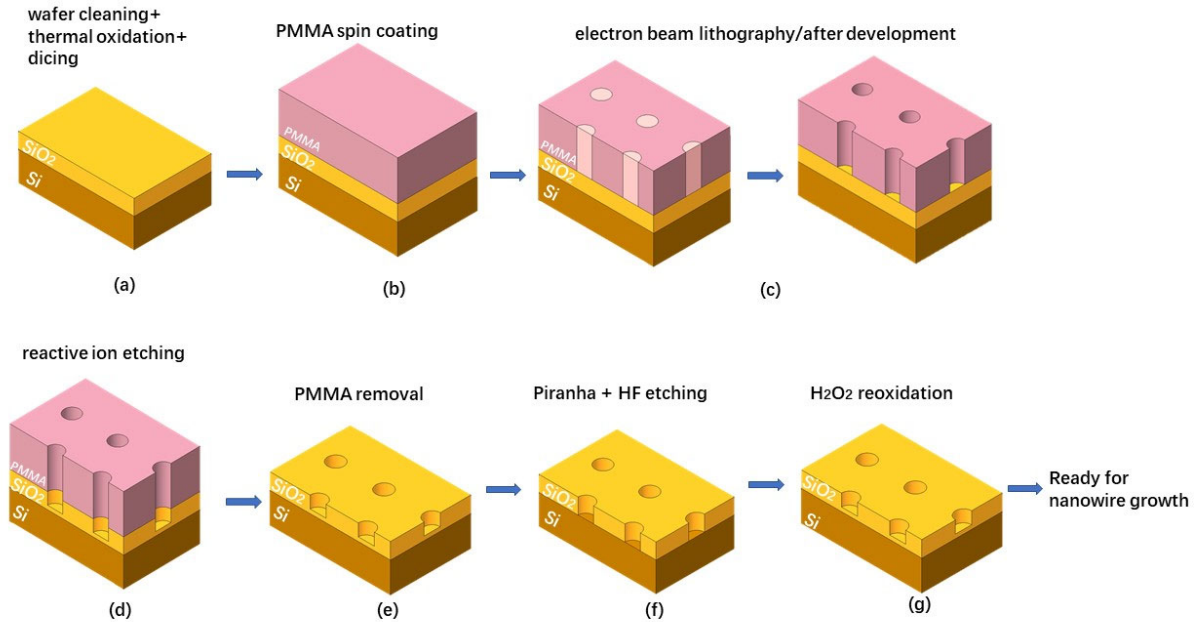 wafer cleaning+
thermal oxidation+
dicing
PMMA spin coating
electron beam lithography/after development
SiO2
Si
PMMA
SiO2
Si
PMMA
SiO2
Si
(a)
(b)
(c)
reactive ion etching
PMMA removal
Piranha + HF etching
H2O2 reoxidation
PMMA
SiO2
Si
SiO2
Si
SiO2
Si
SiO2
Si
Ready for
nanowire growth
(d)
(e)
(f)
(g)